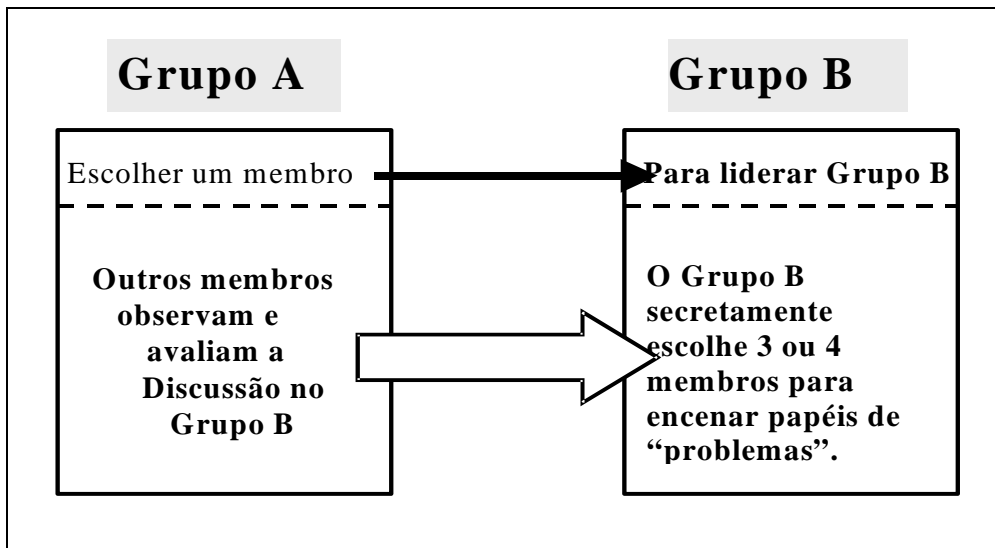 Grupo A
Grupo B
Escolher um membro
Para liderar Grupo B
Outros membros
observam e
avaliam a
Discussão no
Grupo B
O Grupo B
secretamente
escolhe 3 ou 4
membros para
encenar papéis de
“problemas”.